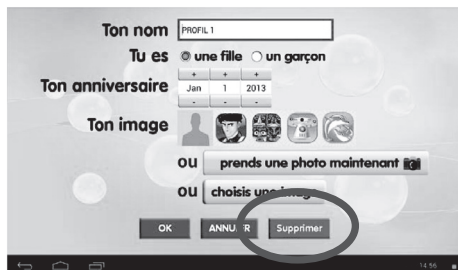 Ton nom PROFIL 1
Tu es une fille un garçon
+ + +
Ton anniversaire Jan 1 2013
- - -
Ton image
ou prends une photo maintenant
ou choisis une image
OK ANNULER Supprimer
14:56